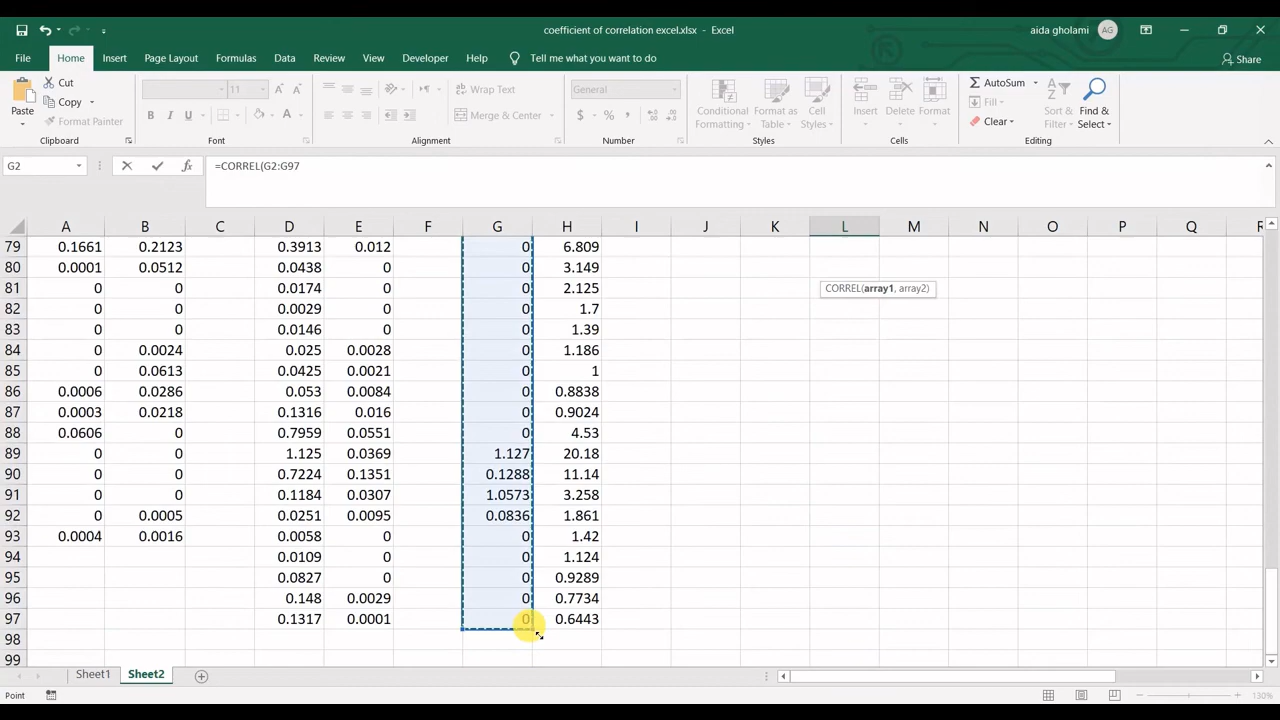 coefficient of correlation excel.xlsx - Excel
aida gholami AG
File Home Insert Page Layout Formulas Data Review View Developer Help Tell me what you want to do Share
Paste Cut Copy Format Painter Clipboard
B I U Font
Wrap Text Merge & Center Alignment
General $ % Number
Conditional Formatting Format as Table Cell Styles Styles
Insert Delete Format Cells
AutoSum Fill Clear Sort & Filter Find & Select Editing
G2 fx =CORREL(G2:G97
A B C D E F G H I J K L M N O P Q R
79 0.1661 0.2123 0.3913 0.012 0 6.809
80 0.0001 0.0512 0.0438 0 0 3.149
CORREL(array1, array2)
81 0 0 0.0174 0 0 2.125
82 0 0 0.0029 0 0 1.7
83 0 0 0.0146 0 0 1.39
84 0 0.0024 0.025 0.0028 0 1.186
85 0 0.0613 0.0425 0.0021 0 1
86 0.0006 0.0286 0.053 0.0084 0 0.8838
87 0.0003 0.0218 0.1316 0.016 0 0.9024
88 0.0606 0 0.7959 0.0551 0 4.53
89 0 0 1.125 0.0369 1.127 20.18
90 0 0 0.7224 0.1351 0.1288 11.14
91 0 0 0.1184 0.0307 1.0573 3.258
92 0 0.0005 0.0251 0.0095 0.0836 1.861
93 0.0004 0.0016 0.0058 0 0 1.42
94 0.0109 0 0 1.124
95 0.0827 0 0 0.9289
96 0.148 0.0029 0 0.7734
97 0.1317 0.0001 0 0.6443
98
99
Sheet1 Sheet2
Point 130%